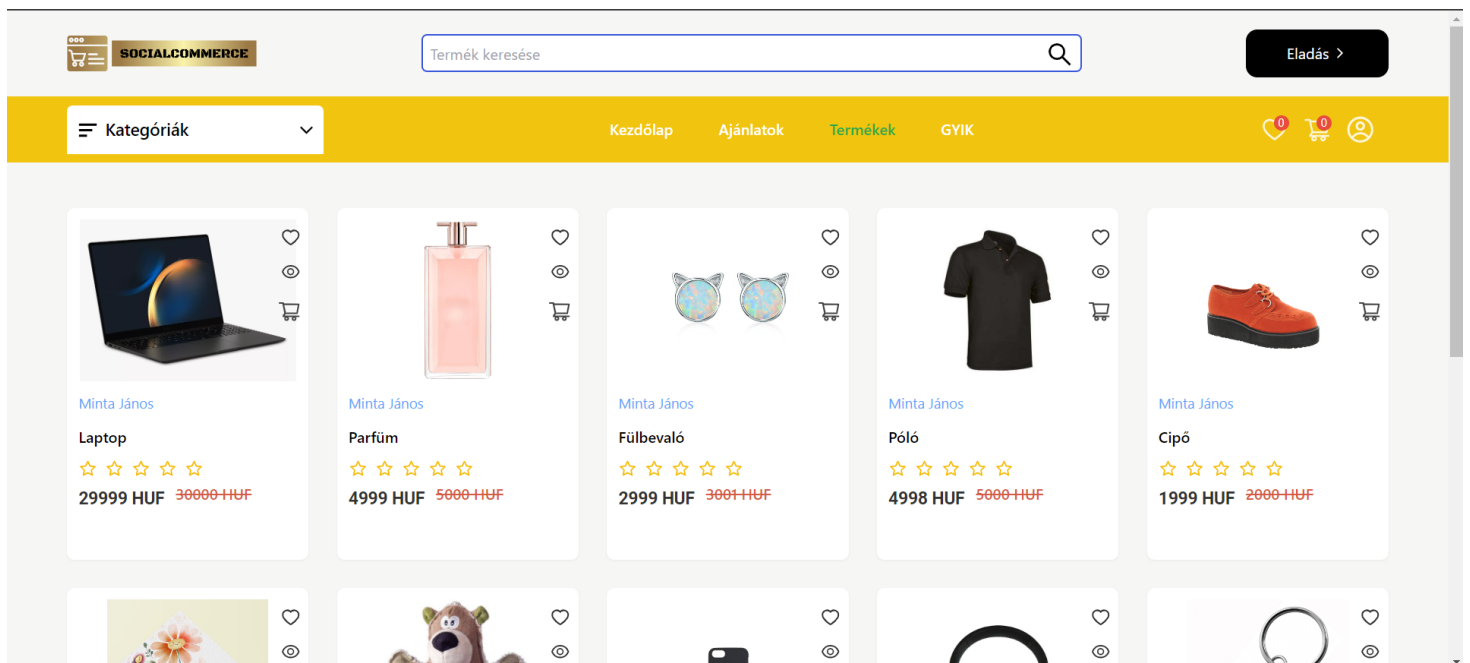 SOCIALCOMMERCE
Termék keresése
Eladás >
Kategóriák
Kezdőlap Ajánlatok Termékek GYIK
0 0
Minta János Minta János Minta János Minta János Minta János
Laptop Parfüm Fülbevaló Póló Cipő
29999 HUF 30000 HUF 4999 HUF 5000 HUF 2999 HUF 3001 HUF 4998 HUF 5000 HUF 1999 HUF 2000 HUF